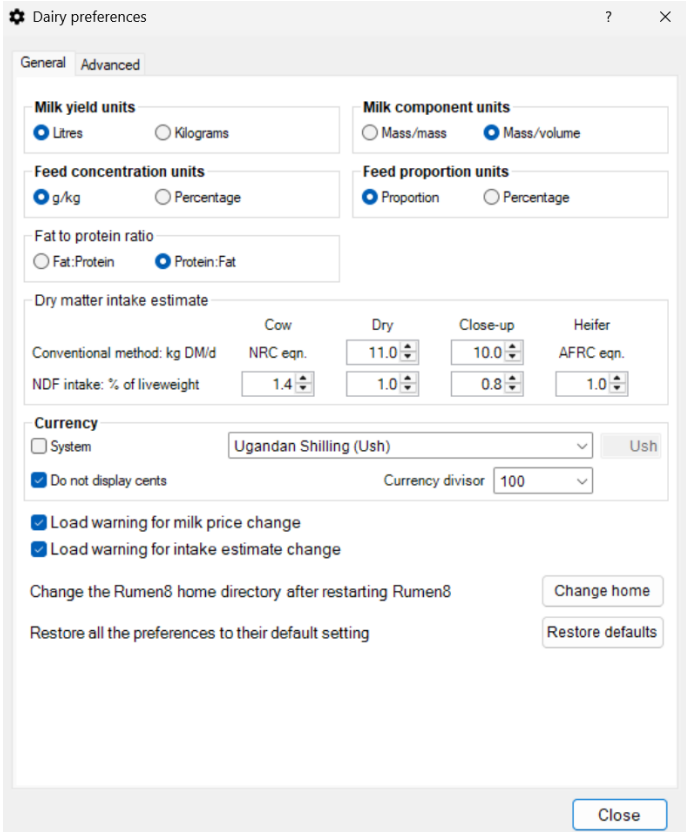 Dairy preferences ? ×
General Advanced
Milk yield units Milk component units
Litres Kilograms Mass/mass Mass/volume
Feed concentration units Feed proportion units
g/kg Percentage Proportion Percentage
Fat to protein ratio
Fat:Protein Protein:Fat
Dry matter intake estimate
Cow Dry Close-up Heifer
Conventional method: kg DM/d NRC eqn. 11.0 10.0 AFRC eqn.
NDF intake: % of liveweight 1.4 1.0 0.8 1.0
Currency
System Ugandan Shilling (Ush) Ush
Do not display cents Currency divisor 100
Load warning for milk price change
Load warning for intake estimate change
Change the Rumen8 home directory after restarting Rumen8 Change home
Restore all the preferences to their default setting Restore defaults
Close